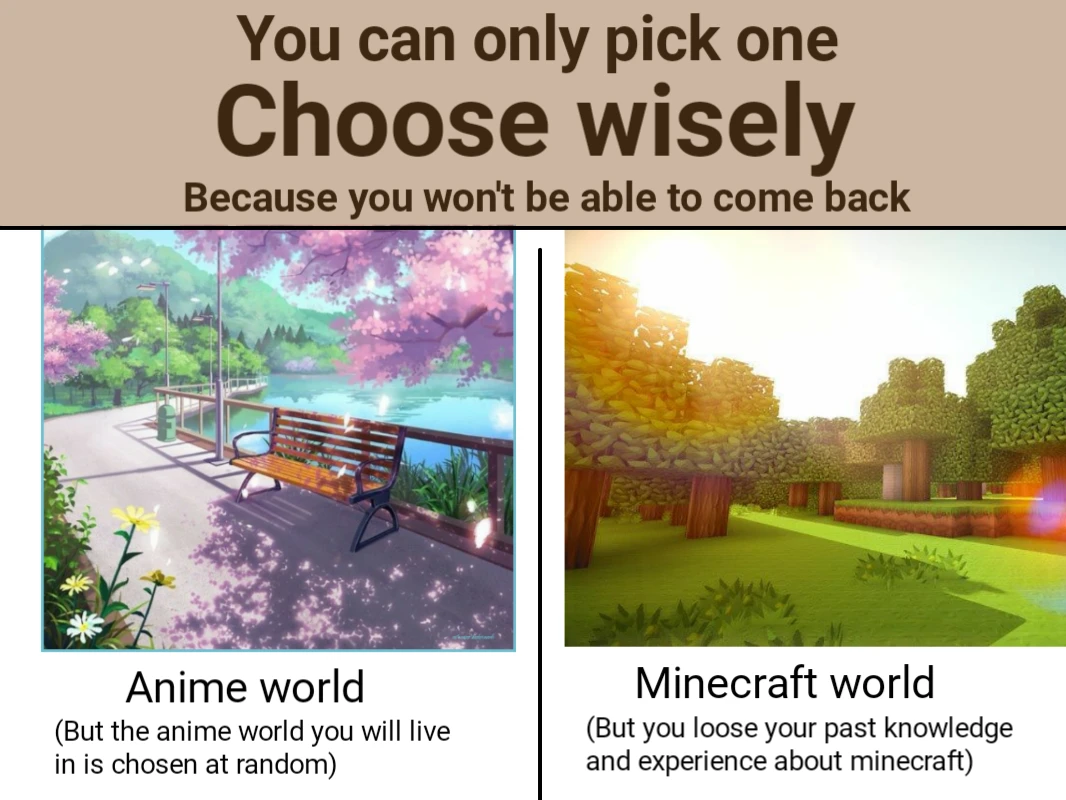 You can only pick one
Choose wisely
Because you won't be able to come back
Anime world
(But the anime world you will live
in is chosen at random)
Minecraft world
(But you loose your past knowledge
and experience about minecraft)